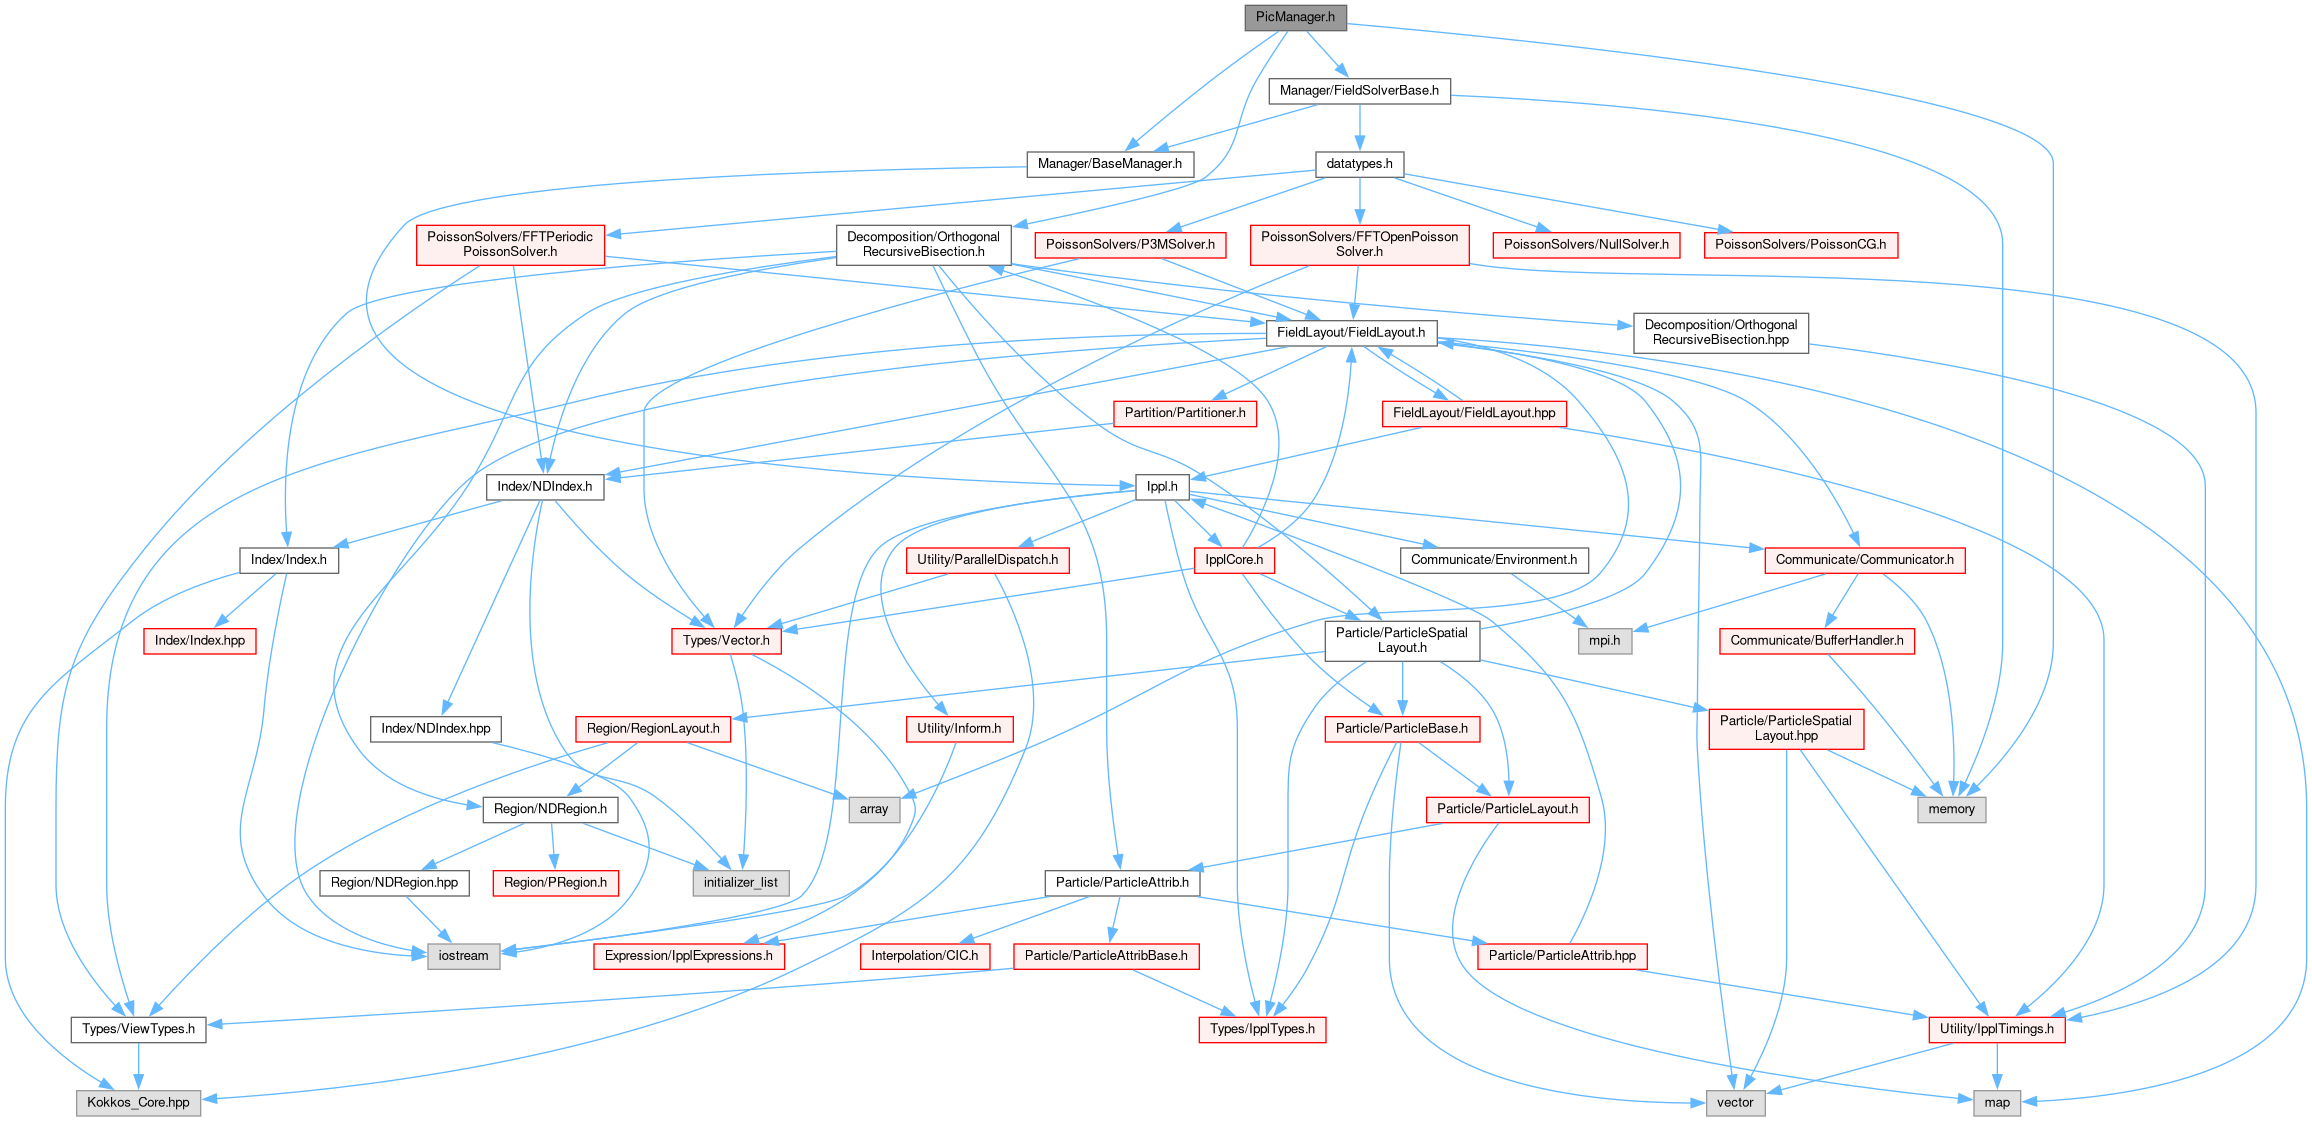 PicManager.h
Manager/FieldSolverBase.h
Manager/BaseManager.h
datatypes.h
PoissonSolvers/FFTPeriodic
PoissonSolver.h
Decomposition/Orthogonal
RecursiveBisection.h
PoissonSolvers/P3MSolver.h
PoissonSolvers/FFTOpenPoisson
Solver.h
PoissonSolvers/NullSolver.h
PoissonSolvers/PoissonCG.h
FieldLayout/FieldLayout.h
Decomposition/Orthogonal
RecursiveBisection.hpp
Partition/Partitioner.h
FieldLayout/FieldLayout.hpp
Index/NDIndex.h
Ippl.h
Index/Index.h
Utility/ParallelDispatch.h
IpplCore.h
Communicate/Environment.h
Communicate/Communicator.h
Index/Index.hpp
Types/Vector.h
Particle/ParticleSpatial
Layout.h
mpi.h
Communicate/BufferHandler.h
Index/NDIndex.hpp
Region/RegionLayout.h
Utility/Inform.h
Particle/ParticleBase.h
Particle/ParticleSpatial
Layout.hpp
Region/NDRegion.h
array
Particle/ParticleLayout.h
memory
Region/NDRegion.hpp
Region/PRegion.h
initializer_list
Particle/ParticleAttrib.h
iostream
Expression/IpplExpressions.h
Interpolation/CIC.h
Particle/ParticleAttribBase.h
Particle/ParticleAttrib.hpp
Types/ViewTypes.h
Types/IpplTypes.h
Utility/IpplTimings.h
Kokkos_Core.hpp
vector
map